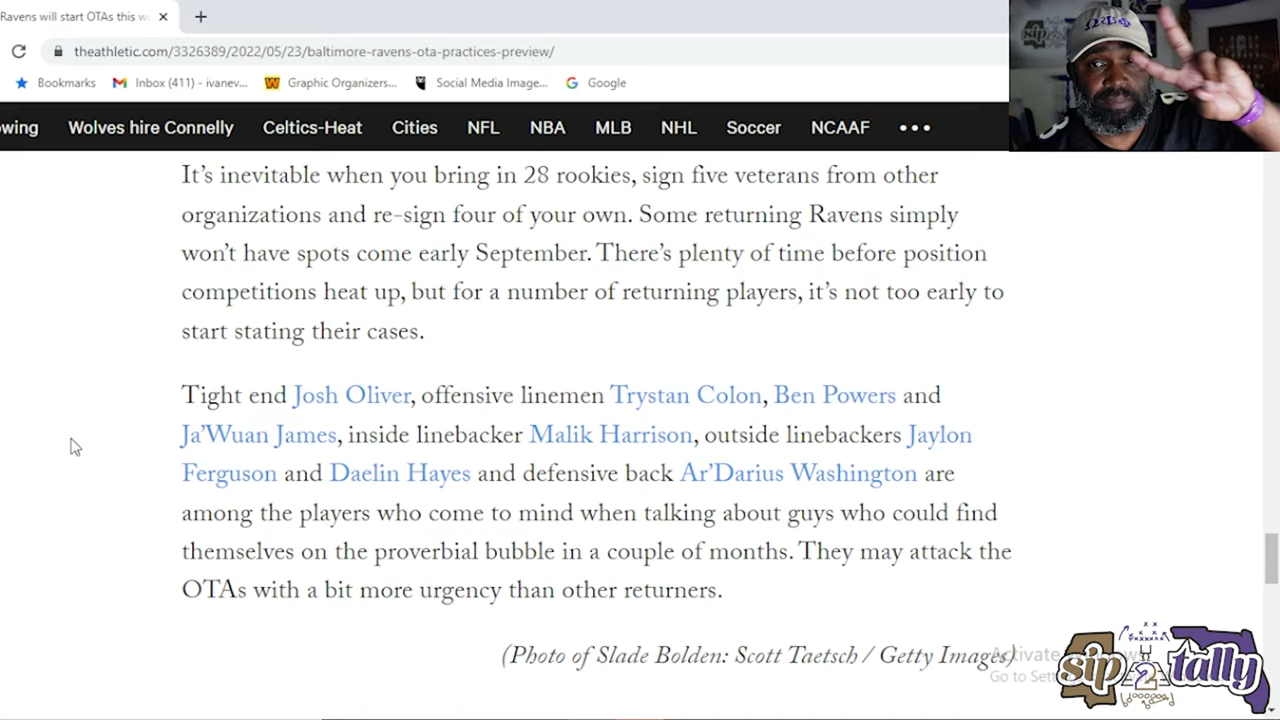 Ravens will start OTAs this w
theathletic.com/3326389/2022/05/23/baltimore-ravens-ota-practices-preview/
Bookmarks Inbox (411) - ivanev... Graphic Organizers... Social Media Image... Google
owing Wolves hire Connelly Celtics-Heat Cities NFL NBA MLB NHL Soccer NCAAF
It's inevitable when you bring in 28 rookies, sign five veterans from other
organizations and re-sign four of your own. Some returning Ravens simply
won't have spots come early September. There's plenty of time before position
competitions heat up, but for a number of returning players, it's not too early to
start stating their cases.
Tight end Josh Oliver, offensive linemen Trystan Colon, Ben Powers and
Ja'Wuan James, inside linebacker Malik Harrison, outside linebackers Jaylon
Ferguson and Daelin Hayes and defensive back Ar'Darius Washington are
among the players who come to mind when talking about guys who could find
themselves on the proverbial bubble in a couple of months. They may attack the
OTAs with a bit more urgency than other returners.
(Photo of Slade Bolden: Scott Taetsch / Getty Images)
Activate
Go to Set
sip 2 tally